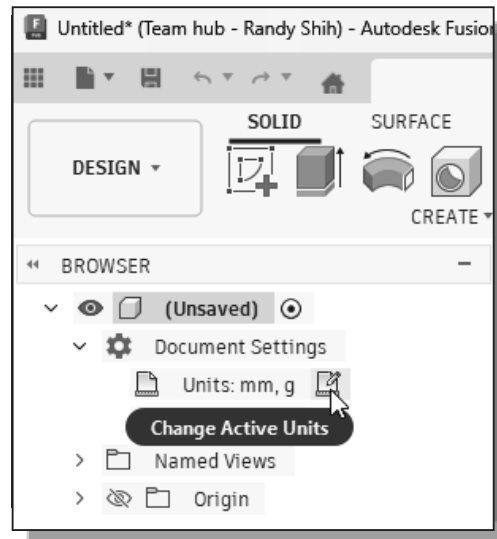 Untitled* (Team hub - Randy Shih) - Autodesk Fusion
SOLID SURFACE
DESIGN
CREATE
BROWSER
(Unsaved)
Document Settings
Units: mm, g
Change Active Units
Named Views
Origin